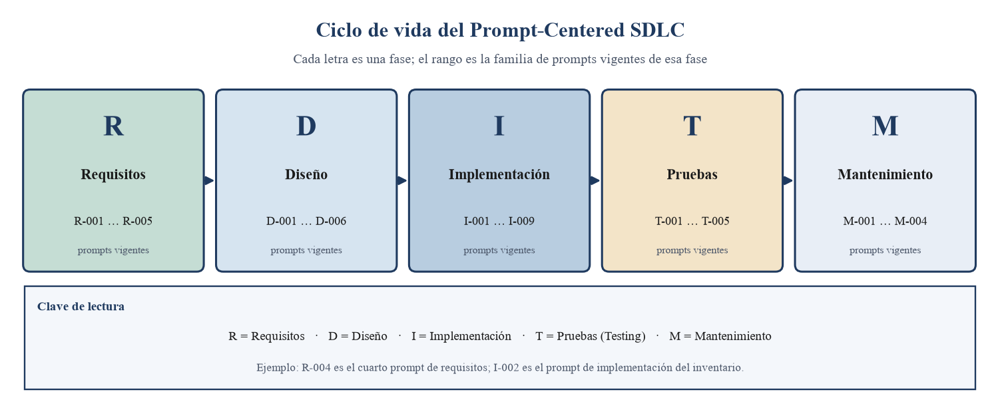 Ciclo de vida del Prompt-Centered SDLC
Cada letra es una fase; el rango es la familia de prompts vigentes de esa fase
R
Requisitos
R-001 … R-005
prompts vigentes
D
Diseño
D-001 … D-006
prompts vigentes
I
Implementación
I-001 … I-009
prompts vigentes
T
Pruebas
T-001 … T-005
prompts vigentes
M
Mantenimiento
M-001 … M-004
prompts vigentes
Clave de lectura
R = Requisitos · D = Diseño · I = Implementación · T = Pruebas (Testing) · M = Mantenimiento
Ejemplo: R-004 es el cuarto prompt de requisitos; I-002 es el prompt de implementación del inventario.